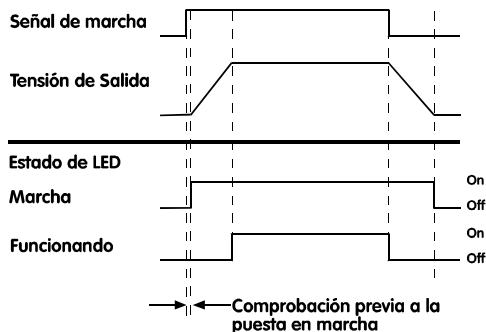 Señal de marcha
Tensión de Salida
Estado de LED
Marcha
On
Off
Funcionando
On
Off
Comprobación previa a la
puesta en marcha